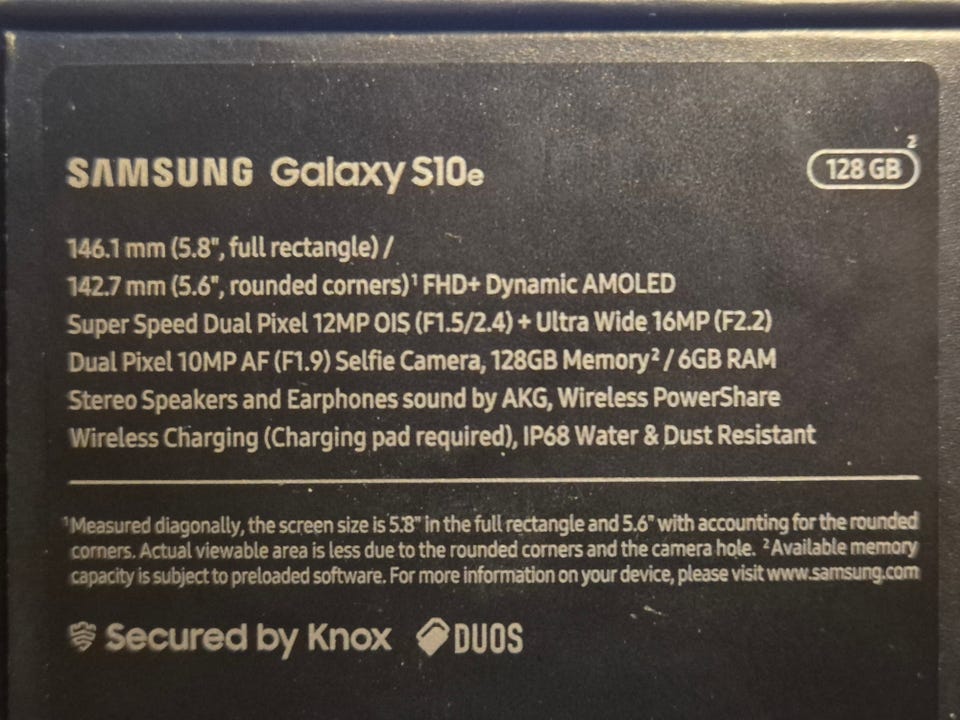 SAMSUNG Galaxy S10e
128 GB ²
146.1 mm (5.8", full rectangle) /
142.7 mm (5.6", rounded corners)¹ FHD+ Dynamic AMOLED
Super Speed Dual Pixel 12MP OIS (F1.5/2.4) + Ultra Wide 16MP (F2.2)
Dual Pixel 10MP AF (F1.9) Selfie Camera, 128GB Memory² / 6GB RAM
Stereo Speakers and Earphones sound by AKG, Wireless PowerShare
Wireless Charging (Charging pad required), IP68 Water & Dust Resistant
¹Measured diagonally, the screen size is 5.8" in the full rectangle and 5.6" with accounting for the rounded
corners. Actual viewable area is less due to the rounded corners and the camera hole. ²Available memory
capacity is subject to preloaded software. For more information on your device, please visit www.samsung.com
Secured by Knox DUOS